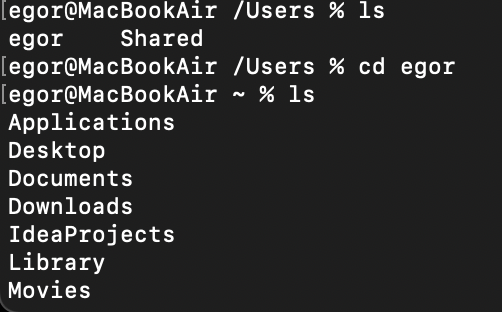 [egor@MacBookAir /Users % ls
egor    Shared
[egor@MacBookAir /Users % cd egor
[egor@MacBookAir ~ % ls
Applications
Desktop
Documents
Downloads
IdeaProjects
Library
Movies